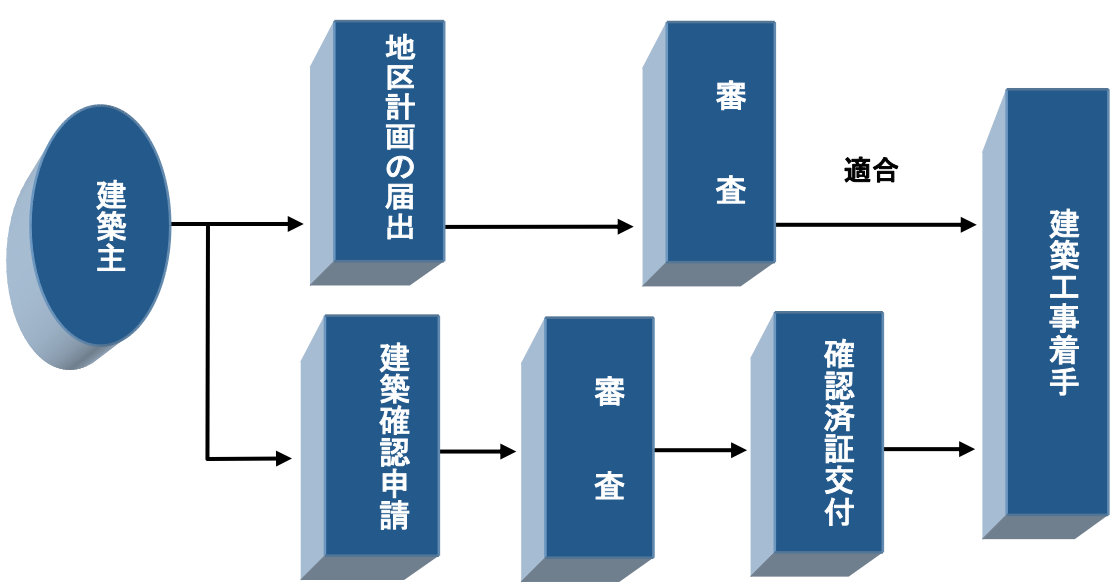 建築主
地区計画の届出
審査
適合
建築確認申請
審査
確認済証交付
建築工事着手